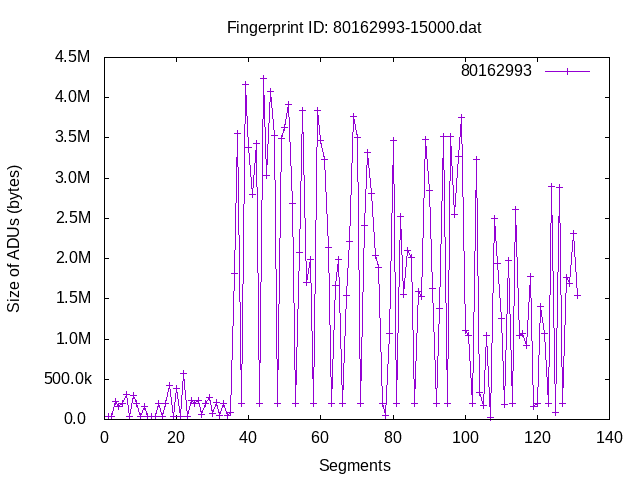 Fingerprint ID: 80162993-15000.dat
80162993
4.5M
4.0M
3.5M
3.0M
2.5M
2.0M
1.5M
1.0M
500.0k
0.0
Size of ADUs (bytes)
0 20 40 60 80 100 120 140
Segments